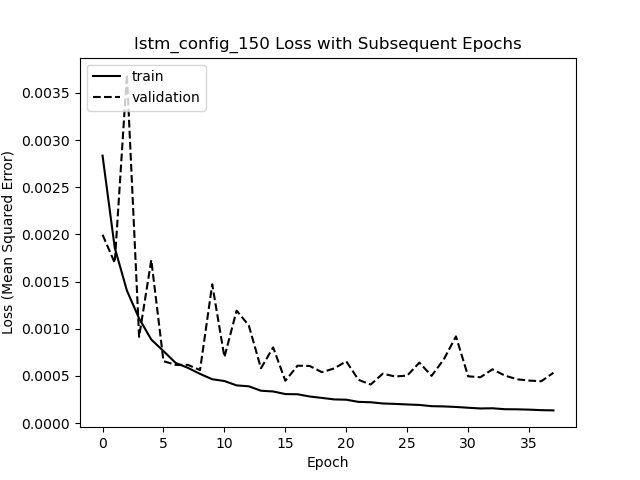 lstm_config_150 Loss with Subsequent Epochs
train
validation
Loss (Mean Squared Error)
0.0035
0.0030
0.0025
0.0020
0.0015
0.0010
0.0005
0.0000
0 5 10 15 20 25 30 35
Epoch